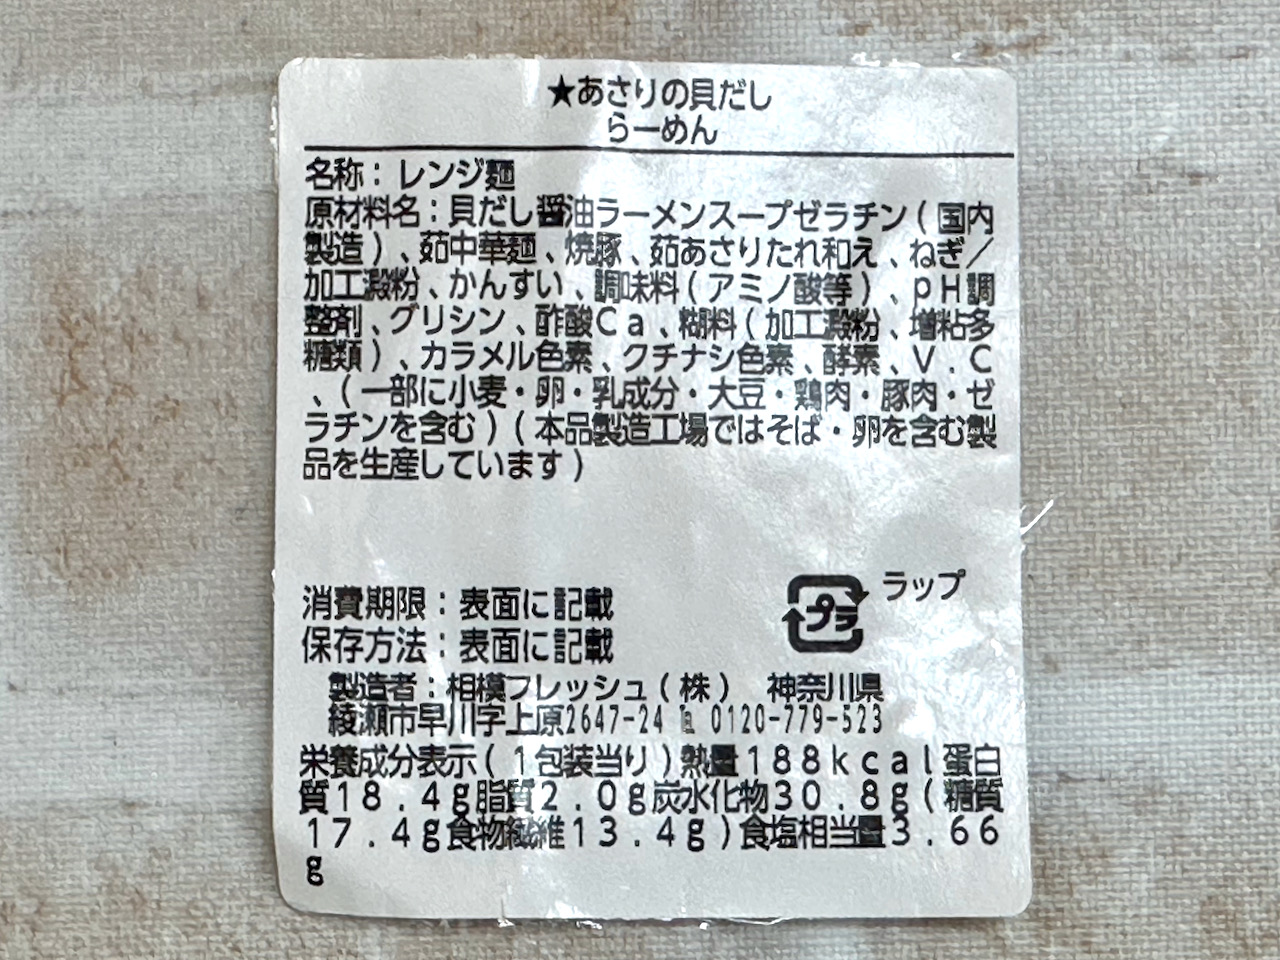 ★あさりの貝だし
らーめん
名称：レンジ麺
原材料名：貝だし醤油ラーメンスープゼラチン（国内
製造）、茹中華麺、焼豚、茹あさりたれ和え、ねぎ／
加工澱粉、かんすい、調味料（アミノ酸等）、ｐＨ調
整剤、グリシン、酢酸Ｃａ、糊料（加工澱粉、増粘多
糖類）、カラメル色素、クチナシ色素、酵素、Ｖ．Ｃ
、（一部に小麦・卵・乳成分・大豆・鶏肉・豚肉・ゼ
ラチンを含む）（本品製造工場ではそば・卵を含む製
品を生産しています）
消費期限：表面に記載
保存方法：表面に記載
プラ
ラップ
製造者：相模フレッシュ（株）　神奈川県
綾瀬市早川字上原2647-24 ℡ 0120-779-523
栄養成分表示（１包装当り）熱量１８８ｋｃａｌ蛋白
質１８．４ｇ脂質２．０ｇ炭水化物３０．８ｇ（糖質
１７．４ｇ食物繊維１３．４ｇ）食塩相当量３．６６
ｇ